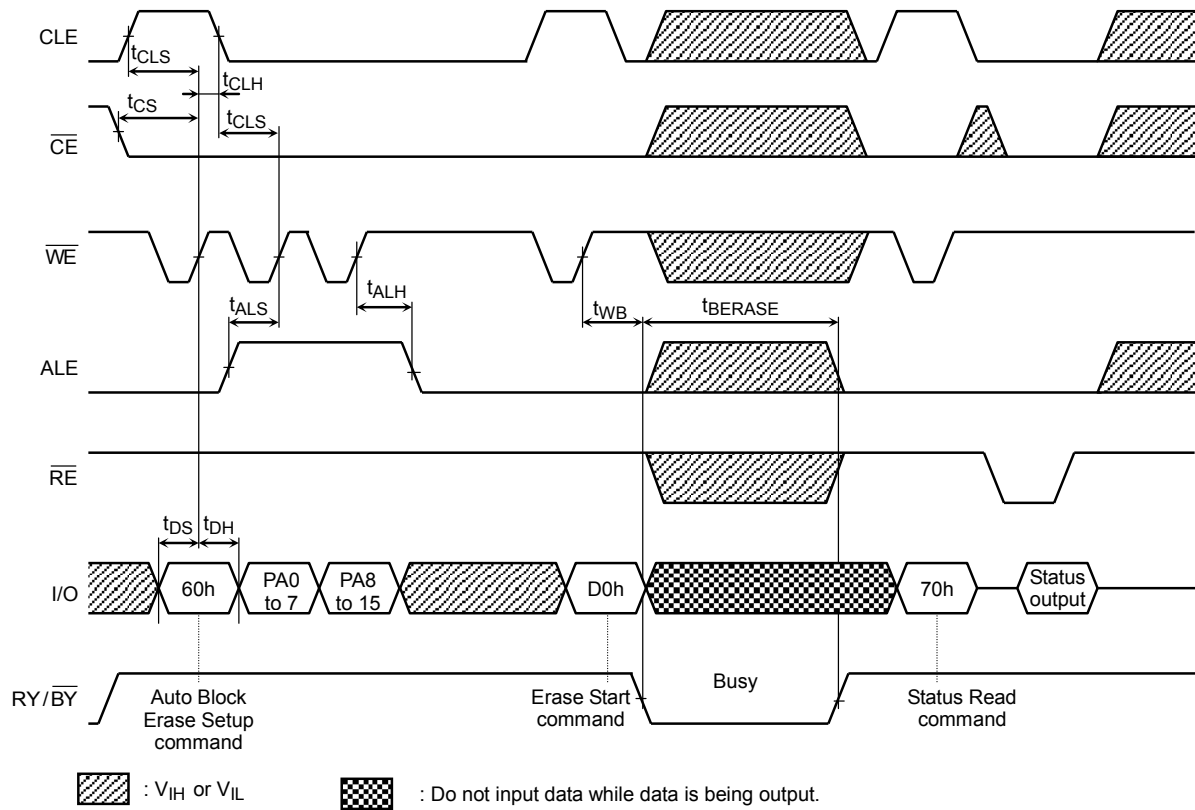 CLE
tCLS
tCLH
tCS
tCLS
CE
WE
tALS
tALH
tWB
tBERASE
ALE
RE
tDS
tDH
I/O
60h
PA0
to 7
PA8
to 15
D0h
70h
Status
output
RY/BY
Auto Block
Erase Setup
command
Erase Start
command
Busy
Status Read
command
: VIH or VIL
: Do not input data while data is being output.